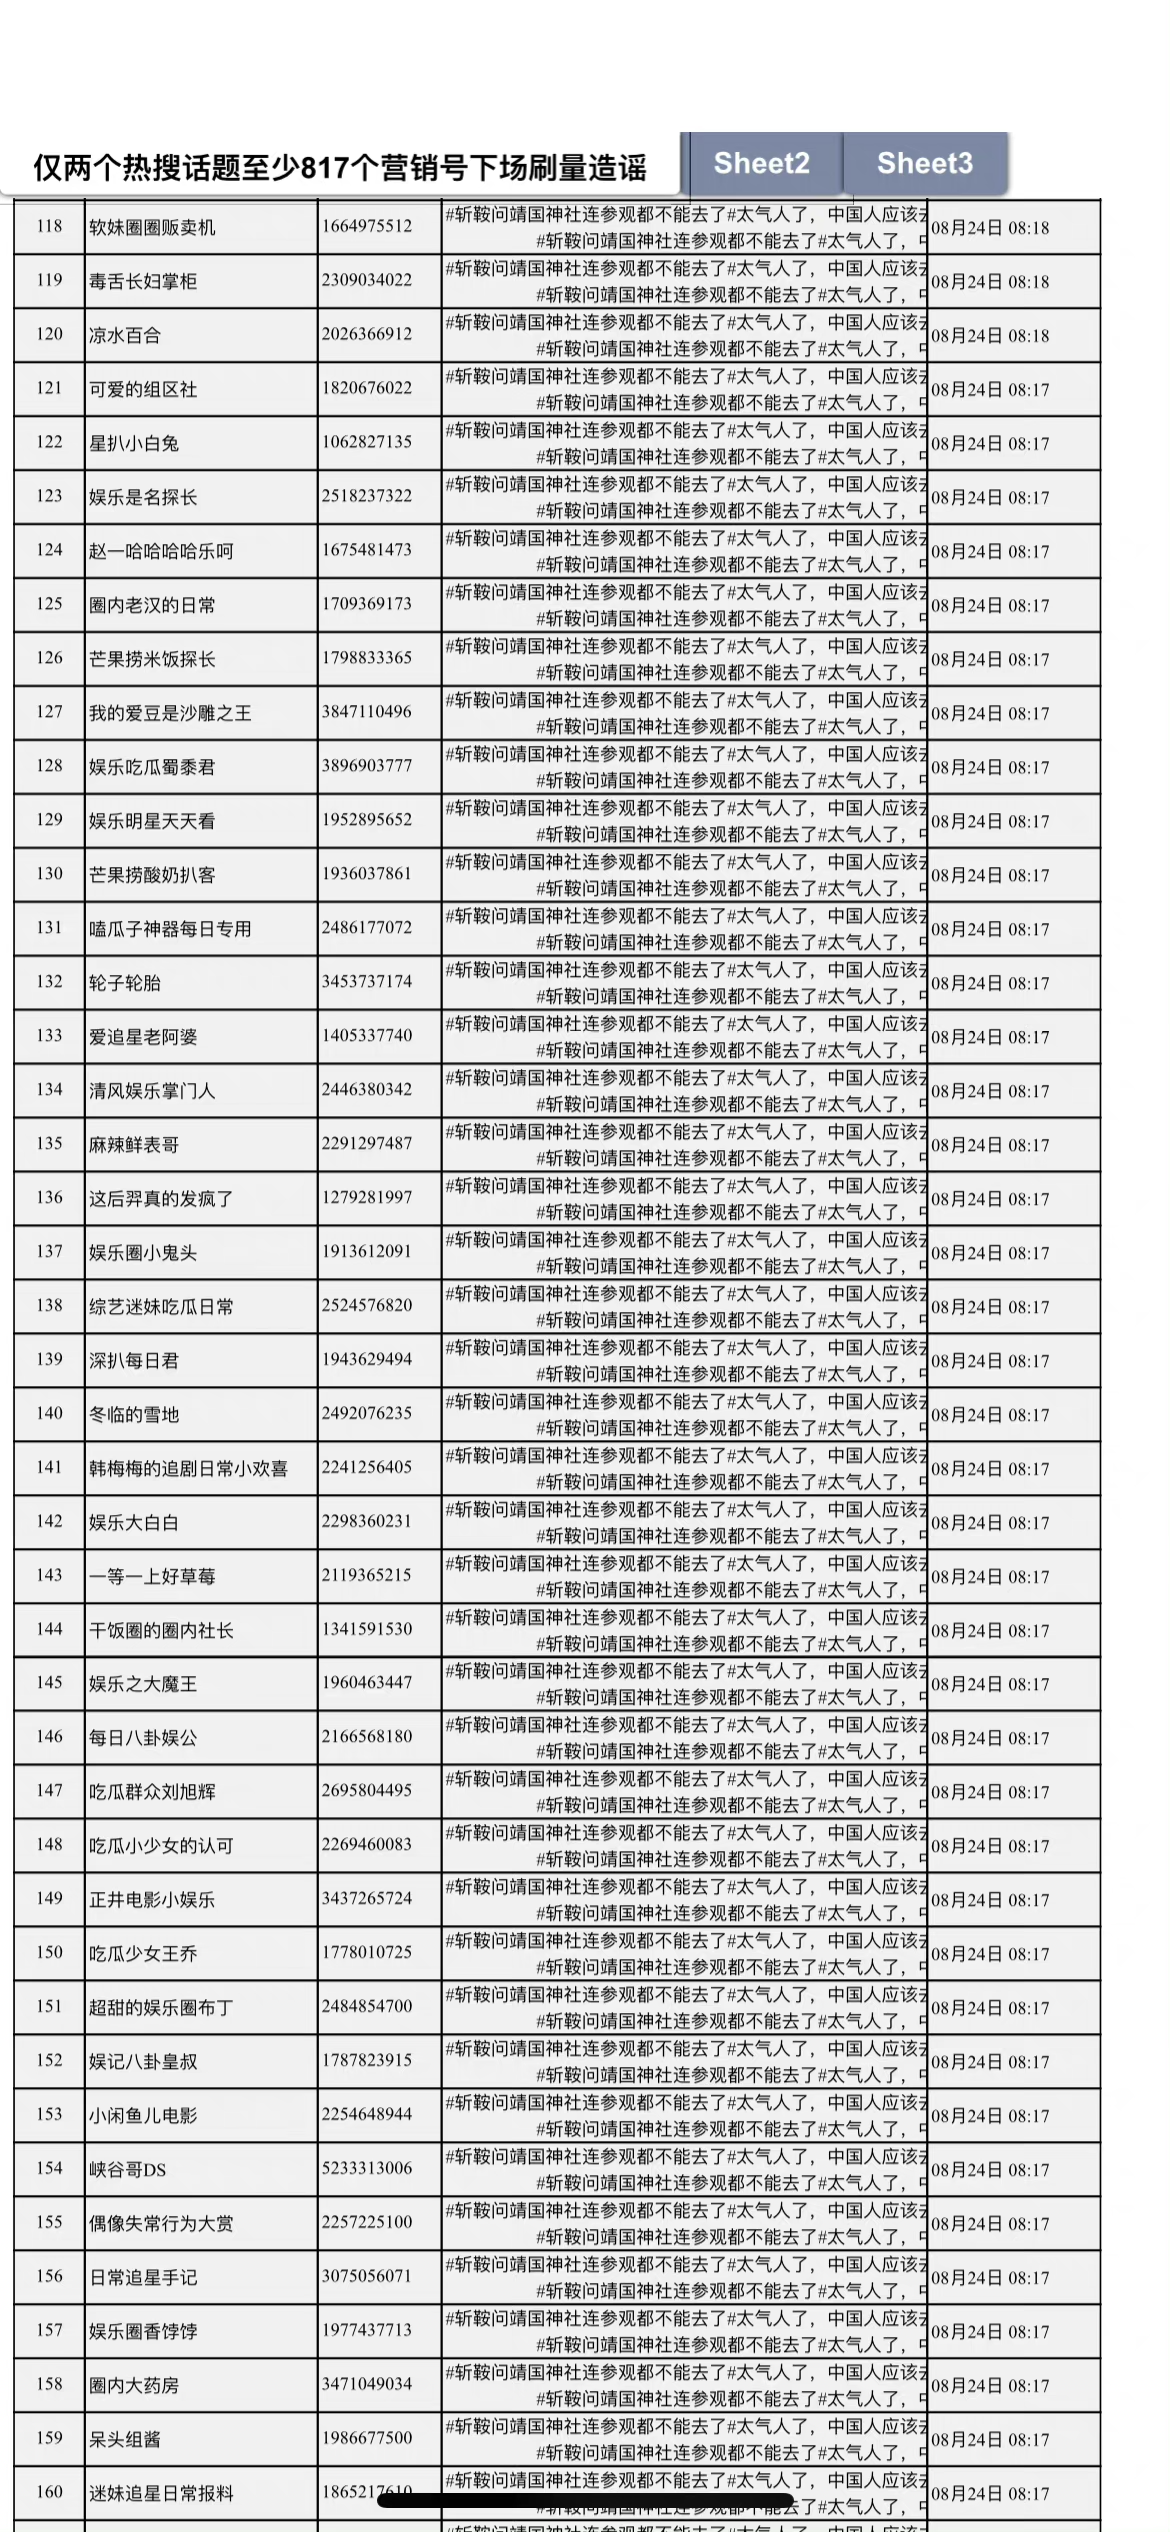 仅两个热搜话题至少817个营销号下场刷量造谣 Sheet2 Sheet3
#斩鞍问靖国神社连参观都不能去了#太气人了，中国人应该
118 软妹圈圈贩卖机 1664975512 08月24日 08:18
#斩鞍问靖国神社连参观都不能去了#太气人了，
#斩鞍问靖国神社连参观都不能去了#太气人了，中国人应该
119 毒舌长妇掌柜 2309034022 08月24日 08:18
#斩鞍问靖国神社连参观都不能去了#太气人了，
#斩鞍问靖国神社连参观都不能去了#太气人了，中国人应该
120 凉水百合 2026366912 08月24日 08:18
#斩鞍问靖国神社连参观都不能去了#太气人了，
#斩鞍问靖国神社连参观都不能去了#太气人了，中国人应该
121 可爱的组区社 1820676022 08月24日 08:17
#斩鞍问靖国神社连参观都不能去了#太气人了，
#斩鞍问靖国神社连参观都不能去了#太气人了，中国人应该
122 星扒小白兔 1062827135 08月24日 08:17
#斩鞍问靖国神社连参观都不能去了#太气人了，
#斩鞍问靖国神社连参观都不能去了#太气人了，中国人应该
123 娱乐是名探长 2518237322 08月24日 08:17
#斩鞍问靖国神社连参观都不能去了#太气人了，
#斩鞍问靖国神社连参观都不能去了#太气人了，中国人应该
124 赵一哈哈哈哈乐呵 1675481473 08月24日 08:17
#斩鞍问靖国神社连参观都不能去了#太气人了，
#斩鞍问靖国神社连参观都不能去了#太气人了，中国人应该
125 圈内老汉的日常 1709369173 08月24日 08:17
#斩鞍问靖国神社连参观都不能去了#太气人了，
#斩鞍问靖国神社连参观都不能去了#太气人了，中国人应该
126 芒果捞米饭探长 1798833365 08月24日 08:17
#斩鞍问靖国神社连参观都不能去了#太气人了，
#斩鞍问靖国神社连参观都不能去了#太气人了，中国人应该
127 我的爱豆是沙雕之王 3847110496 08月24日 08:17
#斩鞍问靖国神社连参观都不能去了#太气人了，
#斩鞍问靖国神社连参观都不能去了#太气人了，中国人应该
128 娱乐吃瓜蜀黍君 3896903777 08月24日 08:17
#斩鞍问靖国神社连参观都不能去了#太气人了，
#斩鞍问靖国神社连参观都不能去了#太气人了，中国人应该
129 娱乐明星天天看 1952895652 08月24日 08:17
#斩鞍问靖国神社连参观都不能去了#太气人了，
#斩鞍问靖国神社连参观都不能去了#太气人了，中国人应该
130 芒果捞酸奶扒客 1936037861 08月24日 08:17
#斩鞍问靖国神社连参观都不能去了#太气人了，
#斩鞍问靖国神社连参观都不能去了#太气人了，中国人应该
131 嗑瓜子神器每日专用 2486177072 08月24日 08:17
#斩鞍问靖国神社连参观都不能去了#太气人了，
#斩鞍问靖国神社连参观都不能去了#太气人了，中国人应该
132 轮子轮胎 3453737174 08月24日 08:17
#斩鞍问靖国神社连参观都不能去了#太气人了，
#斩鞍问靖国神社连参观都不能去了#太气人了，中国人应该
133 爱追星老阿婆 1405337740 08月24日 08:17
#斩鞍问靖国神社连参观都不能去了#太气人了，
#斩鞍问靖国神社连参观都不能去了#太气人了，中国人应该
134 清风娱乐掌门人 2446380342 08月24日 08:17
#斩鞍问靖国神社连参观都不能去了#太气人了，
#斩鞍问靖国神社连参观都不能去了#太气人了，中国人应该
135 麻辣鲜表哥 2291297487 08月24日 08:17
#斩鞍问靖国神社连参观都不能去了#太气人了，
#斩鞍问靖国神社连参观都不能去了#太气人了，中国人应该
136 这后羿真的发疯了 1279281997 08月24日 08:17
#斩鞍问靖国神社连参观都不能去了#太气人了，
#斩鞍问靖国神社连参观都不能去了#太气人了，中国人应该
137 娱乐圈小鬼头 1913612091 08月24日 08:17
#斩鞍问靖国神社连参观都不能去了#太气人了，
#斩鞍问靖国神社连参观都不能去了#太气人了，中国人应该
138 综艺迷妹吃瓜日常 2524576820 08月24日 08:17
#斩鞍问靖国神社连参观都不能去了#太气人了，
#斩鞍问靖国神社连参观都不能去了#太气人了，中国人应该
139 深扒每日君 1943629494 08月24日 08:17
#斩鞍问靖国神社连参观都不能去了#太气人了，
#斩鞍问靖国神社连参观都不能去了#太气人了，中国人应该
140 冬临的雪地 2492076235 08月24日 08:17
#斩鞍问靖国神社连参观都不能去了#太气人了，
#斩鞍问靖国神社连参观都不能去了#太气人了，中国人应该
141 韩梅梅的追剧日常小欢喜 2241256405 08月24日 08:17
#斩鞍问靖国神社连参观都不能去了#太气人了，
#斩鞍问靖国神社连参观都不能去了#太气人了，中国人应该
142 娱乐大白白 2298360231 08月24日 08:17
#斩鞍问靖国神社连参观都不能去了#太气人了，
#斩鞍问靖国神社连参观都不能去了#太气人了，中国人应该
143 一等一上好草莓 2119365215 08月24日 08:17
#斩鞍问靖国神社连参观都不能去了#太气人了，
#斩鞍问靖国神社连参观都不能去了#太气人了，中国人应该
144 干饭圈的圈内社长 1341591530 08月24日 08:17
#斩鞍问靖国神社连参观都不能去了#太气人了，
#斩鞍问靖国神社连参观都不能去了#太气人了，中国人应该
145 娱乐之大魔王 1960463447 08月24日 08:17
#斩鞍问靖国神社连参观都不能去了#太气人了，
#斩鞍问靖国神社连参观都不能去了#太气人了，中国人应该
146 每日八卦娱公 2166568180 08月24日 08:17
#斩鞍问靖国神社连参观都不能去了#太气人了，
#斩鞍问靖国神社连参观都不能去了#太气人了，中国人应该
147 吃瓜群众刘旭辉 2695804495 08月24日 08:17
#斩鞍问靖国神社连参观都不能去了#太气人了，
#斩鞍问靖国神社连参观都不能去了#太气人了，中国人应该
148 吃瓜小少女的认可 2269460083 08月24日 08:17
#斩鞍问靖国神社连参观都不能去了#太气人了，
#斩鞍问靖国神社连参观都不能去了#太气人了，中国人应该
149 正井电影小娱乐 3437265724 08月24日 08:17
#斩鞍问靖国神社连参观都不能去了#太气人了，
#斩鞍问靖国神社连参观都不能去了#太气人了，中国人应该
150 吃瓜少女王乔 1778010725 08月24日 08:17
#斩鞍问靖国神社连参观都不能去了#太气人了，
#斩鞍问靖国神社连参观都不能去了#太气人了，中国人应该
151 超甜的娱乐圈布丁 2484854700 08月24日 08:17
#斩鞍问靖国神社连参观都不能去了#太气人了，
#斩鞍问靖国神社连参观都不能去了#太气人了，中国人应该
152 娱记八卦皇叔 1787823915 08月24日 08:17
#斩鞍问靖国神社连参观都不能去了#太气人了，
#斩鞍问靖国神社连参观都不能去了#太气人了，中国人应该
153 小闲鱼儿电影 2254648944 08月24日 08:17
#斩鞍问靖国神社连参观都不能去了#太气人了，
#斩鞍问靖国神社连参观都不能去了#太气人了，中国人应该
154 峡谷哥DS 5233313006 08月24日 08:17
#斩鞍问靖国神社连参观都不能去了#太气人了，
#斩鞍问靖国神社连参观都不能去了#太气人了，中国人应该
155 偶像失常行为大赏 2257225100 08月24日 08:17
#斩鞍问靖国神社连参观都不能去了#太气人了，
#斩鞍问靖国神社连参观都不能去了#太气人了，中国人应该
156 日常追星手记 3075056071 08月24日 08:17
#斩鞍问靖国神社连参观都不能去了#太气人了，
#斩鞍问靖国神社连参观都不能去了#太气人了，中国人应该
157 娱乐圈香饽饽 1977437713 08月24日 08:17
#斩鞍问靖国神社连参观都不能去了#太气人了，
#斩鞍问靖国神社连参观都不能去了#太气人了，中国人应该
158 圈内大药房 3471049034 08月24日 08:17
#斩鞍问靖国神社连参观都不能去了#太气人了，
#斩鞍问靖国神社连参观都不能去了#太气人了，中国人应该
159 呆头组酱 1986677500 08月24日 08:17
#斩鞍问靖国神社连参观都不能去了#太气人了，
#斩鞍问靖国神社连参观都不能去了#太气人了，中国人应该
160 迷妹追星日常报料 1865217610 08月24日 08:17